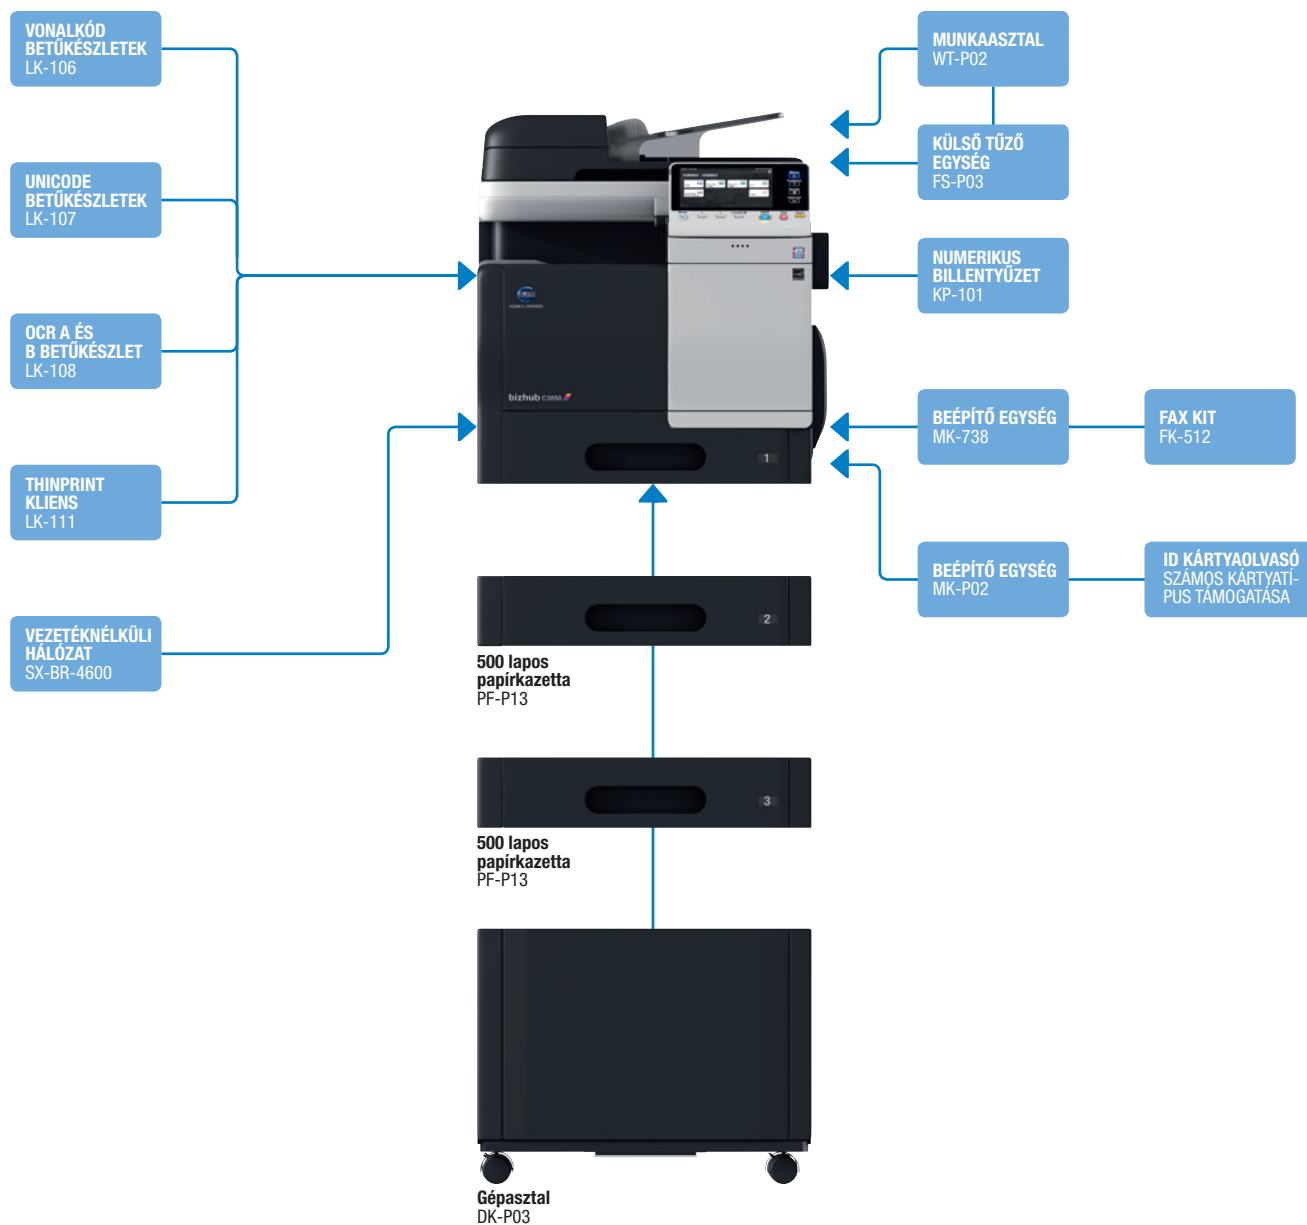 VONALKÓD
BETŰKÉSZLETEK
LK-106
UNICODE
BETŰKÉSZLETEK
LK-107
OCR A ÉS
B BETŰKÉSZLET
LK-108
THINPRINT
KLIENS
LK-111
VEZETÉKNÉLKÜLI
HÁLÓZAT
SX-BR-4600
KONICA MINOLTA
bizhub C3850
1
2
500 lapos
papírkazetta
PF-P13
3
500 lapos
papírkazetta
PF-P13
Gépasztal
DK-P03
MUNKAASZTAL
WT-P02
KÜLSŐ TŰZŐ
EGYSÉG
FS-P03
NUMERIKUS
BILLENTYŰZET
KP-101
BEÉPÍTŐ EGYSÉG
MK-738
FAX KIT
FK-512
BEÉPÍTŐ EGYSÉG
MK-P02
ID KÁRTYAOLVASÓ
SZÁMOS KÁRTYATÍ-
PUS TÁMOGATÁSA